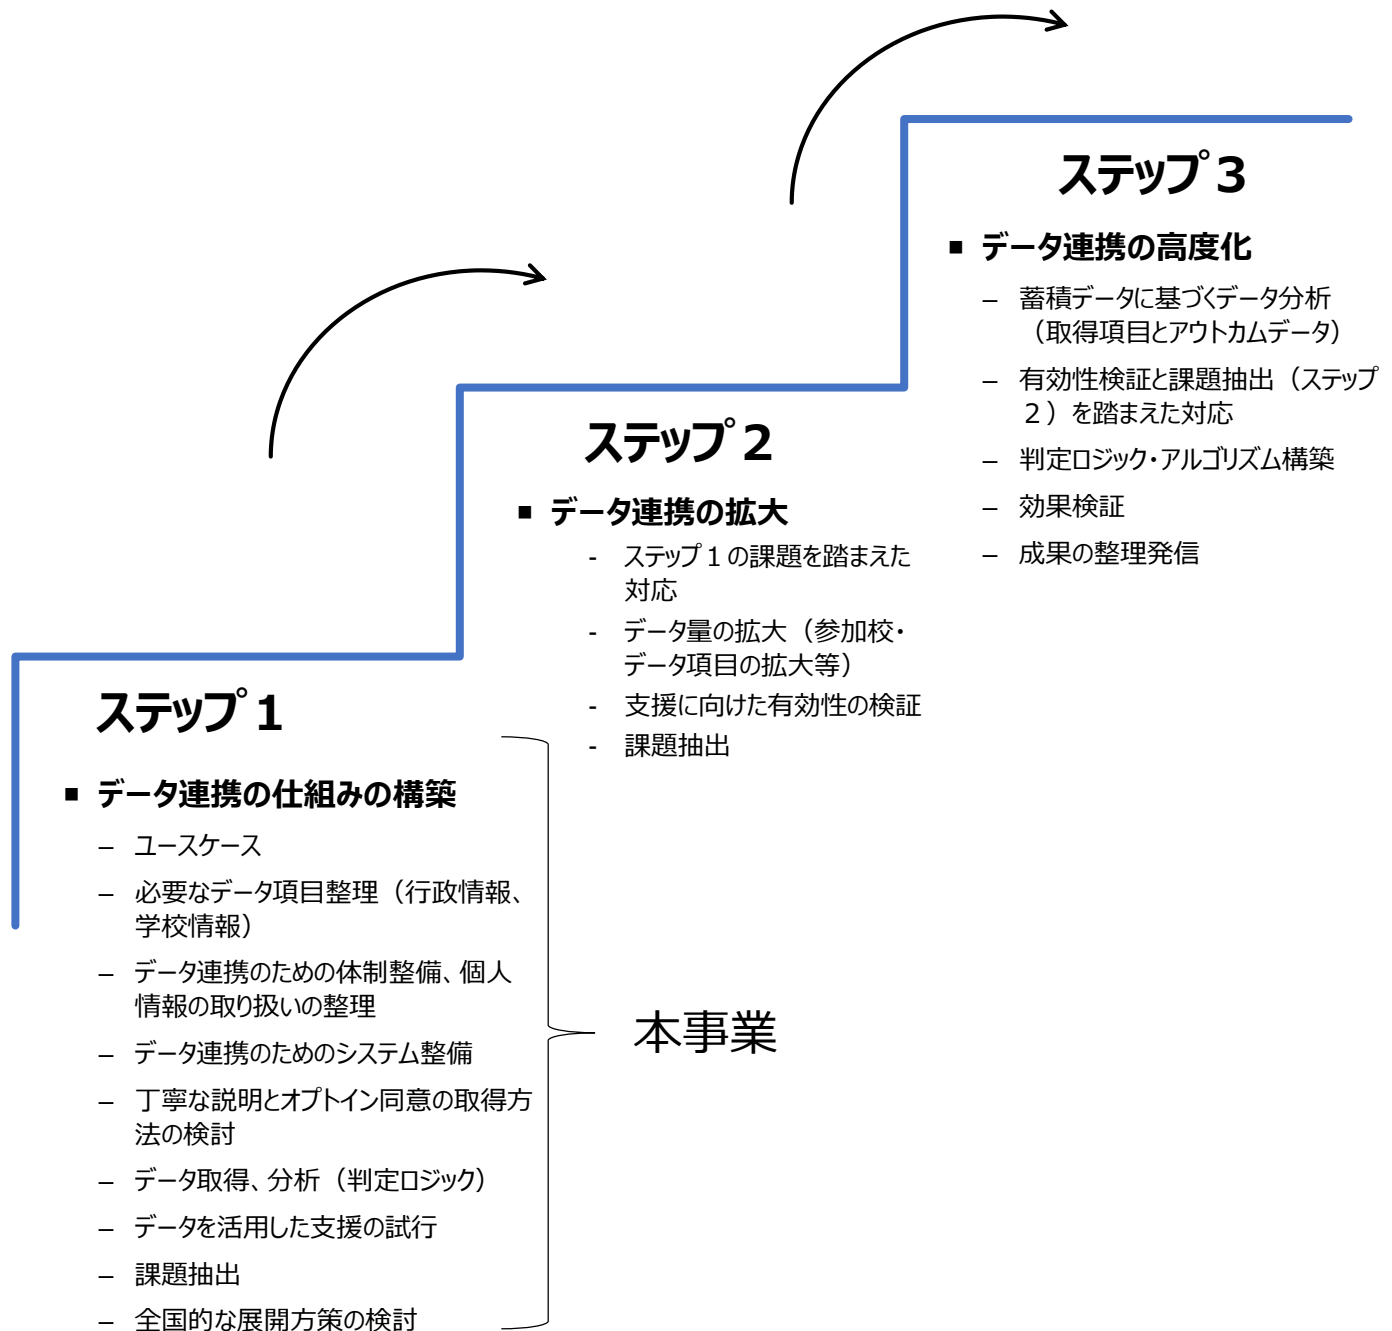 ステップ３
■ データ連携の高度化
– 蓄積データに基づくデータ分析
（取得項目とアウトカムデータ）
– 有効性検証と課題抽出（ステップ
２）を踏まえた対応
– 判定ロジック・アルゴリズム構築
– 効果検証
– 成果の整理発信
ステップ２
■ データ連携の拡大
- ステップ１の課題を踏まえた
対応
- データ量の拡大（参加校・
データ項目の拡大等）
- 支援に向けた有効性の検証
- 課題抽出
ステップ１
■ データ連携の仕組みの構築
– ユースケース
– 必要なデータ項目整理（行政情報、
学校情報）
– データ連携のための体制整備、個人
情報の取り扱いの整理
– データ連携のためのシステム整備
– 丁寧な説明とオプトイン同意の取得方
法の検討
– データ取得、分析（判定ロジック）
– データを活用した支援の試行
– 課題抽出
– 全国的な展開方策の検討
本事業